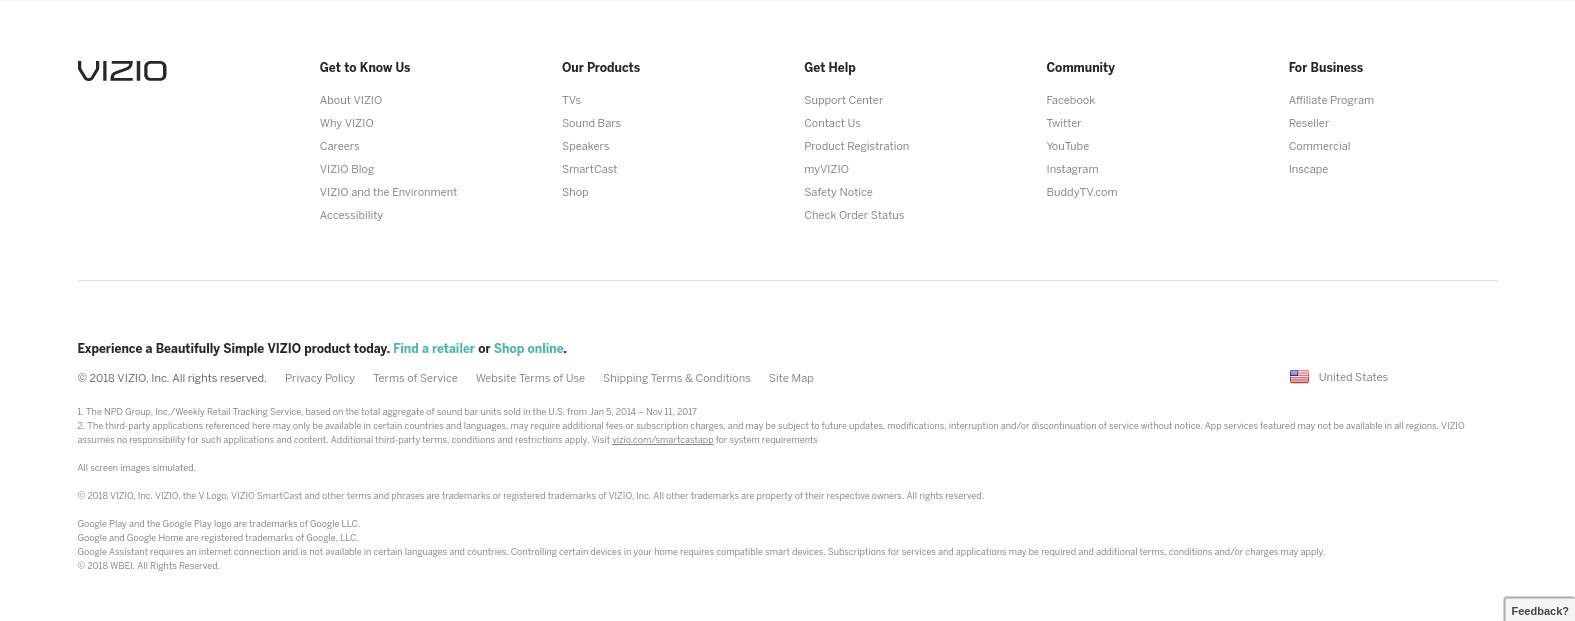 VIZIO
Get to Know Us
About VIZIO
Why VIZIO
Careers
VIZIO Blog
VIZIO and the Environment
Accessibility
Our Products
TVs
Sound Bars
Speakers
SmartCast
Shop
Get Help
Support Center
Contact Us
Product Registration
myVIZIO
Safety Notice
Check Order Status
Community
Facebook
Twitter
YouTube
Instagram
BuddyTV.com
For Business
Affiliate Program
Reseller
Commercial
Inscape
Experience a Beautifully Simple VIZIO product today. Find a retailer or Shop online.
© 2018 VIZIO, Inc. All rights reserved. Privacy Policy Terms of Service Website Terms of Use Shipping Terms & Conditions Site Map
United States
1. The NPD Group, Inc./Weekly Retail Tracking Service, based on the total aggregate of sound bar units sold in the U.S. from Jan 5, 2014 – Nov 11, 2017
2. The third-party applications referenced here may only be available in certain countries and languages, may require additional fees or subscription charges, and may be subject to future updates, modifications, interruption and/or discontinuation of service without notice. App services featured may not be available in all regions. VIZIO
assumes no responsibility for such applications and content. Additional third-party terms, conditions and restrictions apply. Visit vizio.com/smartcastapp for system requirements
All screen images simulated.
© 2018 VIZIO, Inc. VIZIO, the V Logo, VIZIO SmartCast and other terms and phrases are trademarks or registered trademarks of VIZIO, Inc. All other trademarks are property of their respective owners. All rights reserved.
Google Play and the Google Play logo are trademarks of Google LLC.
Google and Google Home are registered trademarks of Google, LLC.
Google Assistant requires an internet connection and is not available in certain languages and countries. Controlling certain devices in your home requires compatible smart devices. Subscriptions for services and applications may be required and additional terms, conditions and/or charges may apply.
© 2018 WBEI. All Rights Reserved.
Feedback?